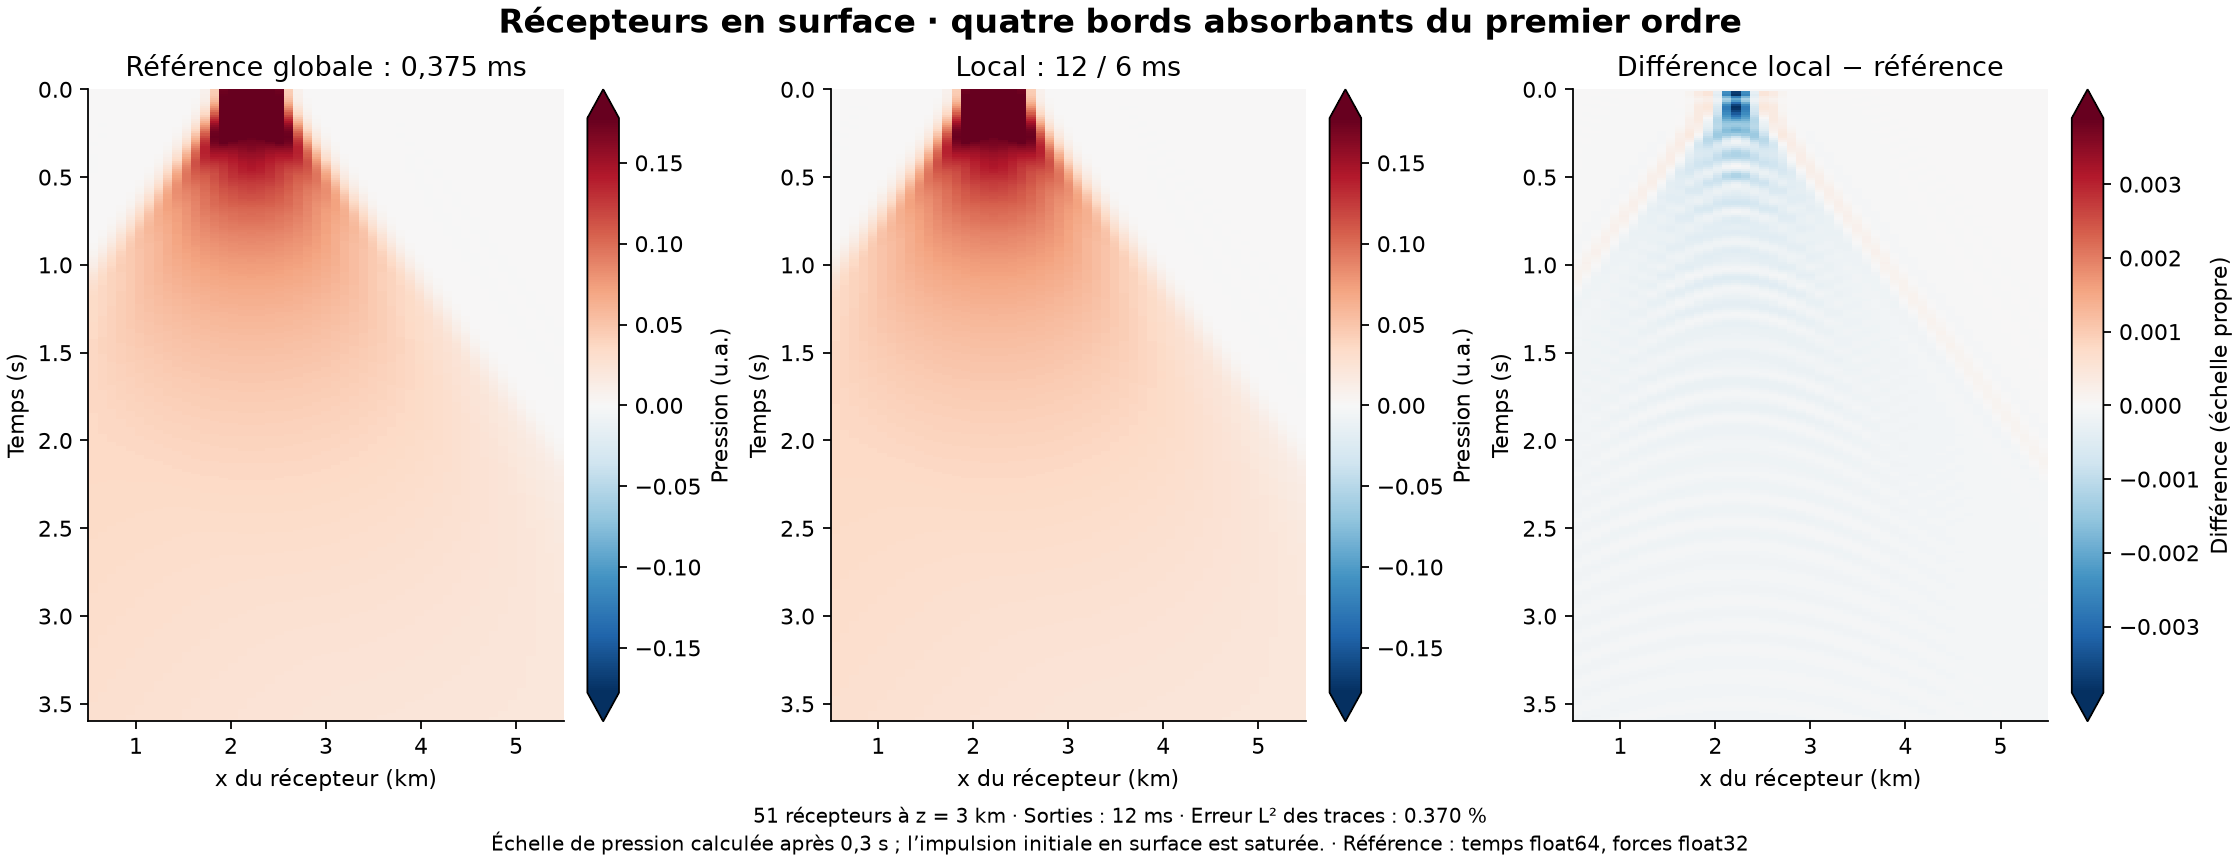 Récepteurs en surface · quatre bords absorbants du premier ordre
Référence globale : 0,375 ms
0.0
0.5
1.0
1.5
2.0
2.5
3.0
3.5
Temps (s)
1 2 3 4 5
x du récepteur (km)
0.15
0.10
0.05
0.00
−0.05
−0.10
−0.15
Pression (u.a.)
Local : 12 / 6 ms
0.0
0.5
1.0
1.5
2.0
2.5
3.0
3.5
Temps (s)
1 2 3 4 5
x du récepteur (km)
0.15
0.10
0.05
0.00
−0.05
−0.10
−0.15
Pression (u.a.)
Différence local − référence
0.0
0.5
1.0
1.5
2.0
2.5
3.0
3.5
Temps (s)
1 2 3 4 5
x du récepteur (km)
0.003
0.002
0.001
0.000
−0.001
−0.002
−0.003
Différence (échelle propre)
51 récepteurs à z = 3 km · Sorties : 12 ms · Erreur L² des traces : 0.370 %
Échelle de pression calculée après 0,3 s ; l’impulsion initiale en surface est saturée. · Référence : temps float64, forces float32